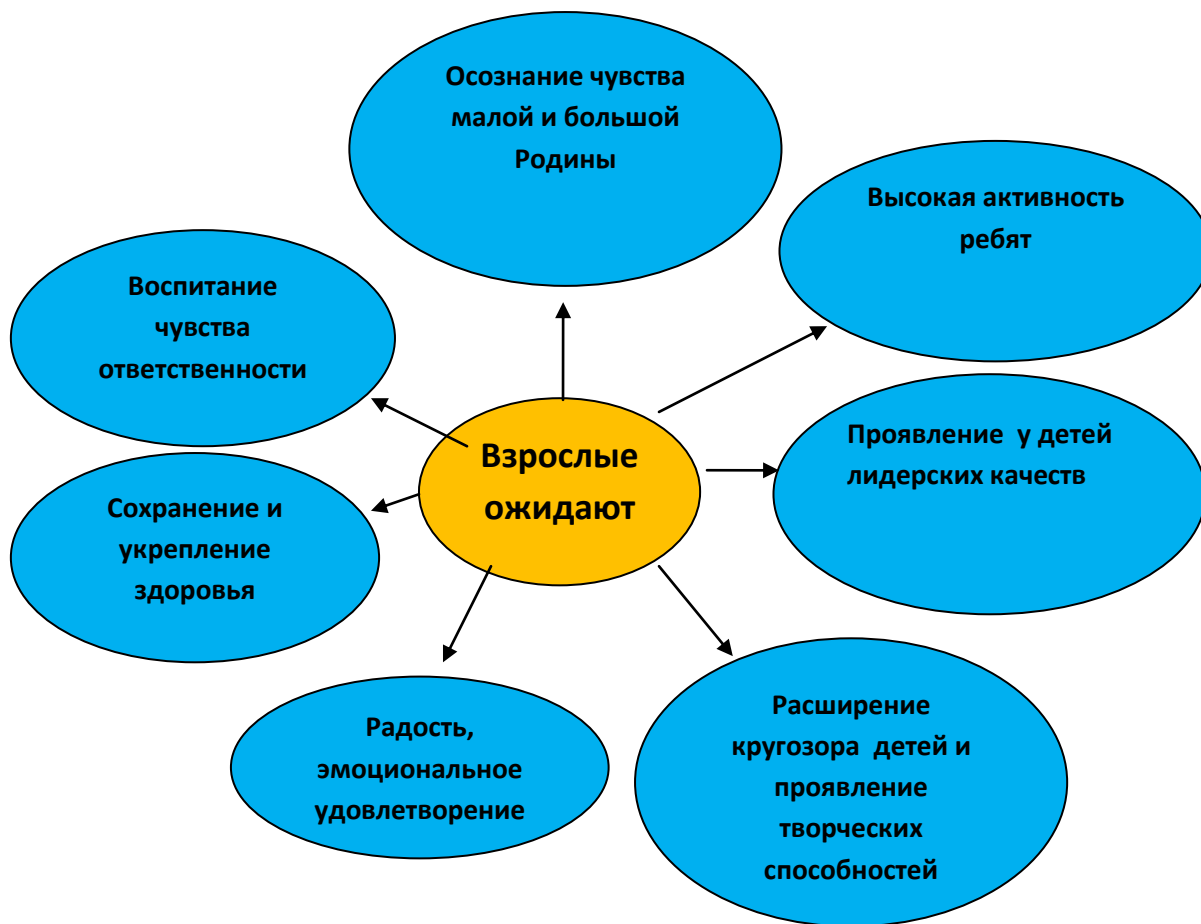 Осознание чувства
малой и большой
Родины
Высокая активность
ребят
Воспитание
чувства
ответственности
Взрослые
ожидают
Проявление у детей
лидерских качеств
Сохранение и
укрепление
здоровья
Радость,
эмоциональное
удовлетворение
Расширение
кругозора детей и
проявление
творческих
способностей